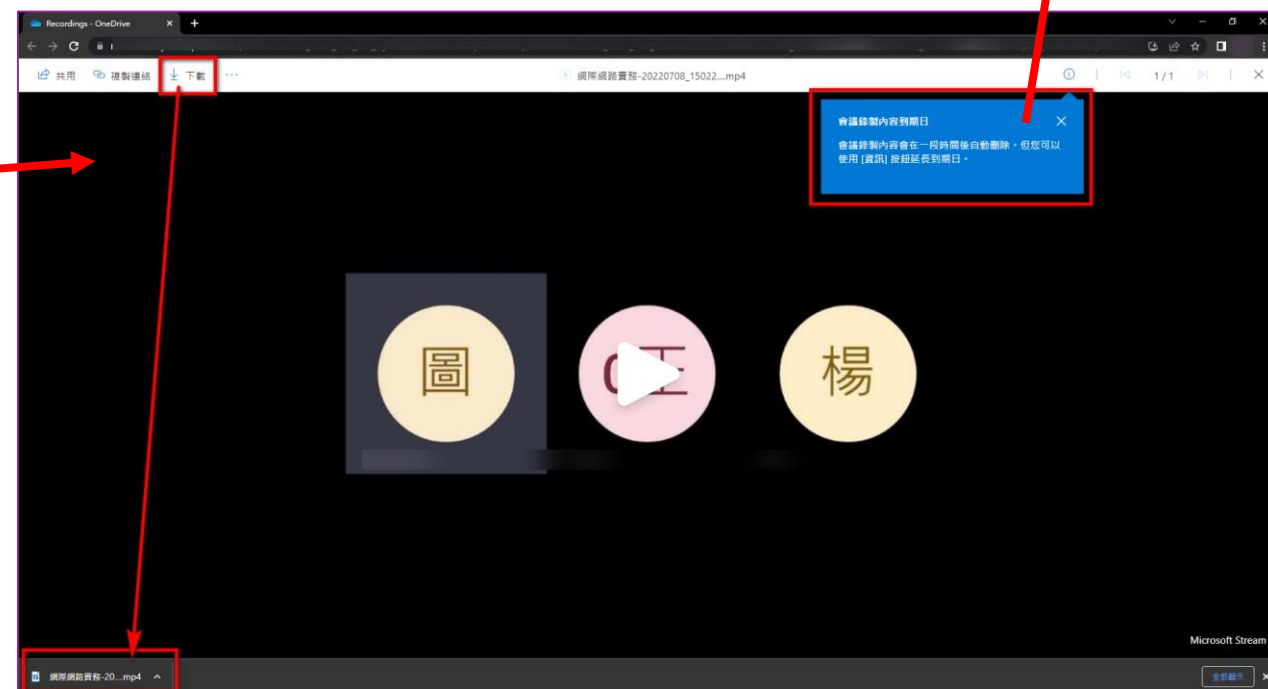 Recordings - OneDrive
共用 複製連結 下載 ... 網際網路實務-20220708_15022....mp4 1 / 1
會議錄製內容到期日
會議錄製內容會在一段時間後自動刪除。但您可以
使用 [資訊] 按鈕延長到期日。
圖 楊
Microsoft Stream
網際網路實務-20....mp4 全部顯示